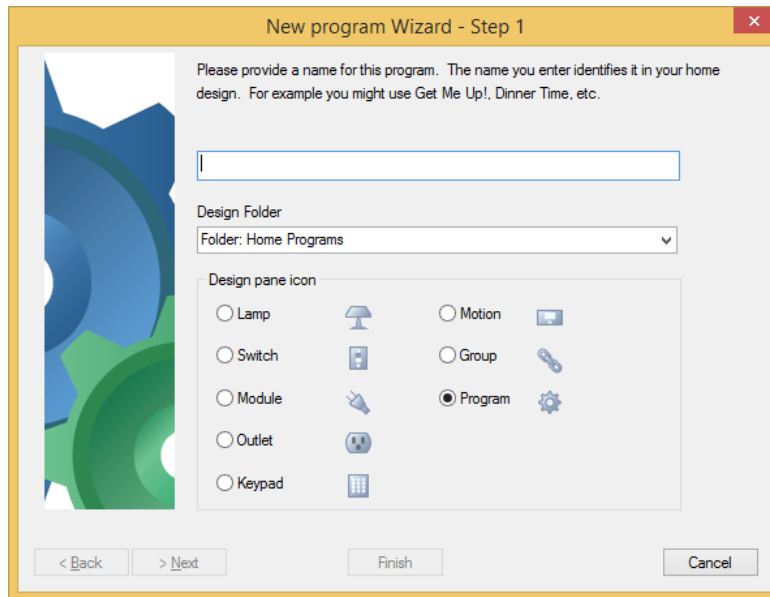 New program Wizard - Step 1
Please provide a name for this program. The name you enter identifies it in your home
design. For example you might use Get Me Up!, Dinner Time, etc.
Design Folder
Folder: Home Programs
Design pane icon
Lamp
Motion
Switch
Group
Module
Program
Outlet
Keypad
< Back
> Next
Finish
Cancel